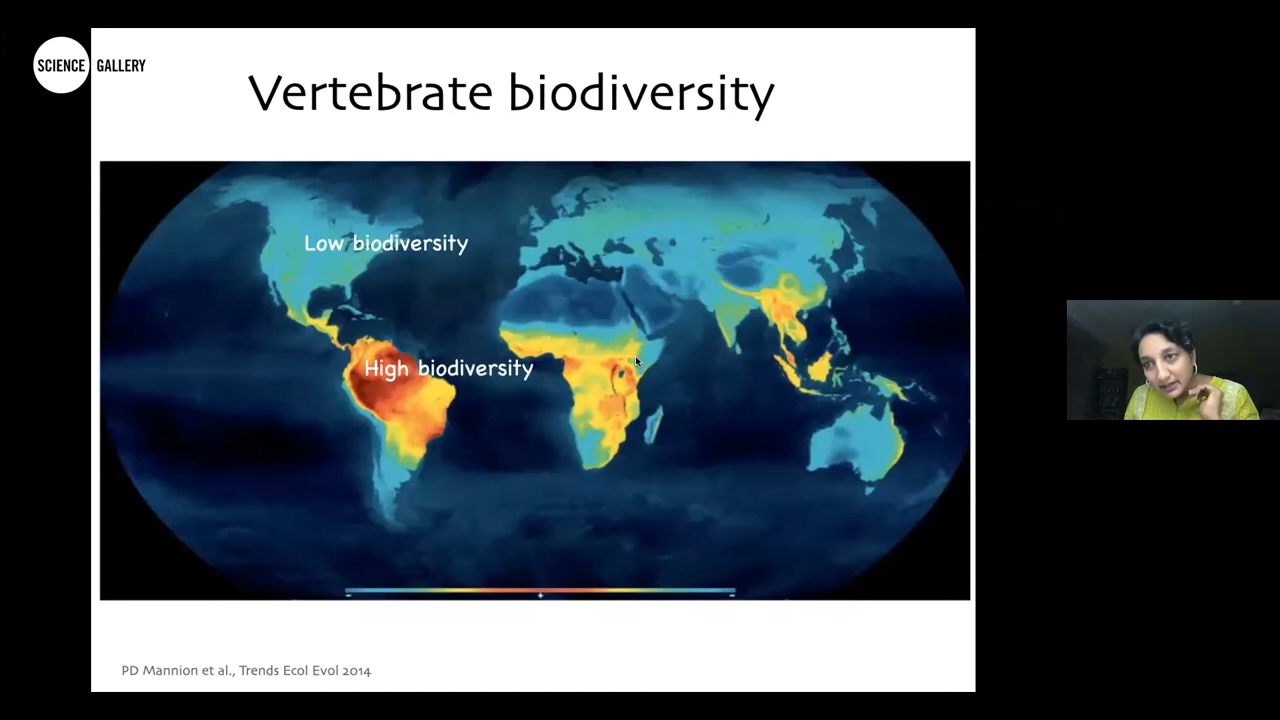 SCIENCE GALLERY
Vertebrate biodiversity
Low biodiversity
High biodiversity
PD Mannion et al., Trends Ecol Evol 2014